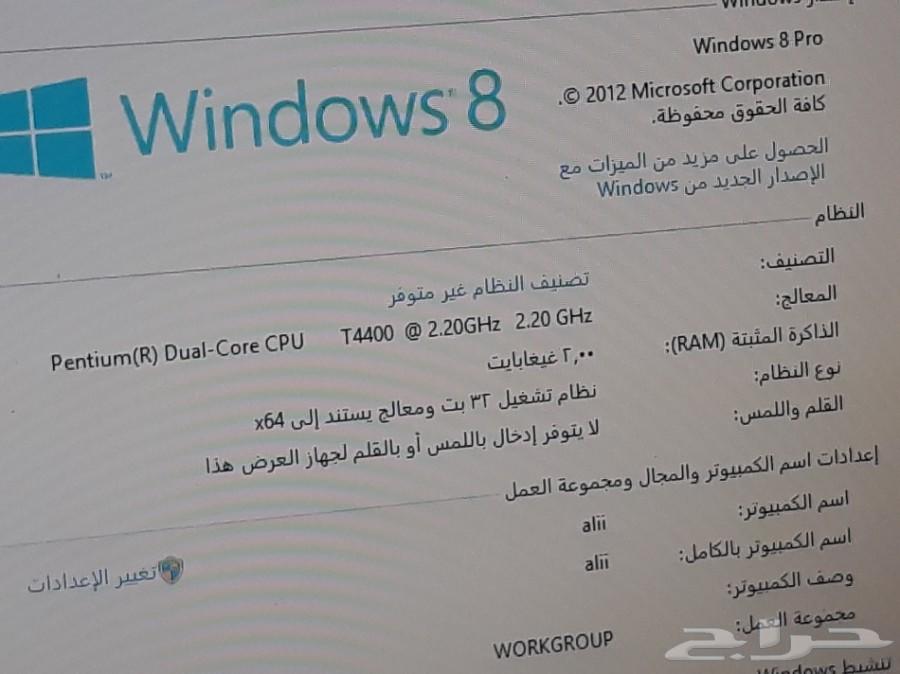 إصدار Windows
Windows 8 Pro
Windows 8
© 2012 Microsoft Corporation.
كافة الحقوق محفوظة.
الحصول على مزيد من الميزات مع
الإصدار الجديد من Windows
النظام
التصنيف: تصنيف النظام غير متوفر
المعالج: Pentium(R) Dual-Core CPU T4400 @ 2.20GHz 2.20 GHz
الذاكرة المثبتة (RAM): ٢,٠٠ غيغابايت
نوع النظام: نظام تشغيل ٣٢ بت ومعالج يستند إلى x64
القلم واللمس: لا يتوفر إدخال باللمس أو بالقلم لجهاز العرض هذا
إعدادات اسم الكمبيوتر والمجال ومجموعة العمل
اسم الكمبيوتر: alii
تغيير الإعدادات
اسم الكمبيوتر بالكامل: alii
وصف الكمبيوتر:
مجموعة العمل: WORKGROUP
حراج
تنشيط Windows